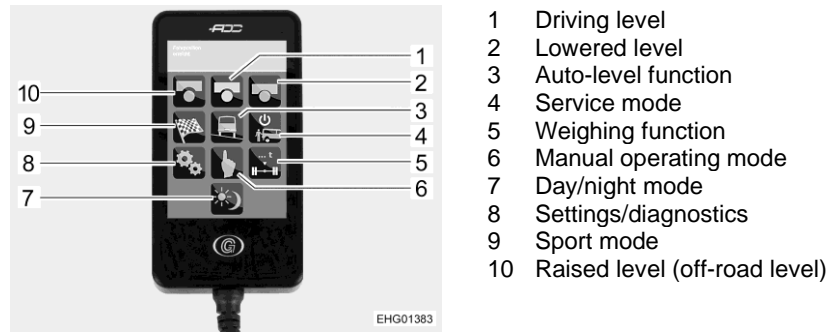 1
2
3
4
5
6
7
8
9
10
EHG01383
1 Driving level
2 Lowered level
3 Auto-level function
4 Service mode
5 Weighing function
6 Manual operating mode
7 Day/night mode
8 Settings/diagnostics
9 Sport mode
10 Raised level (off-road level)